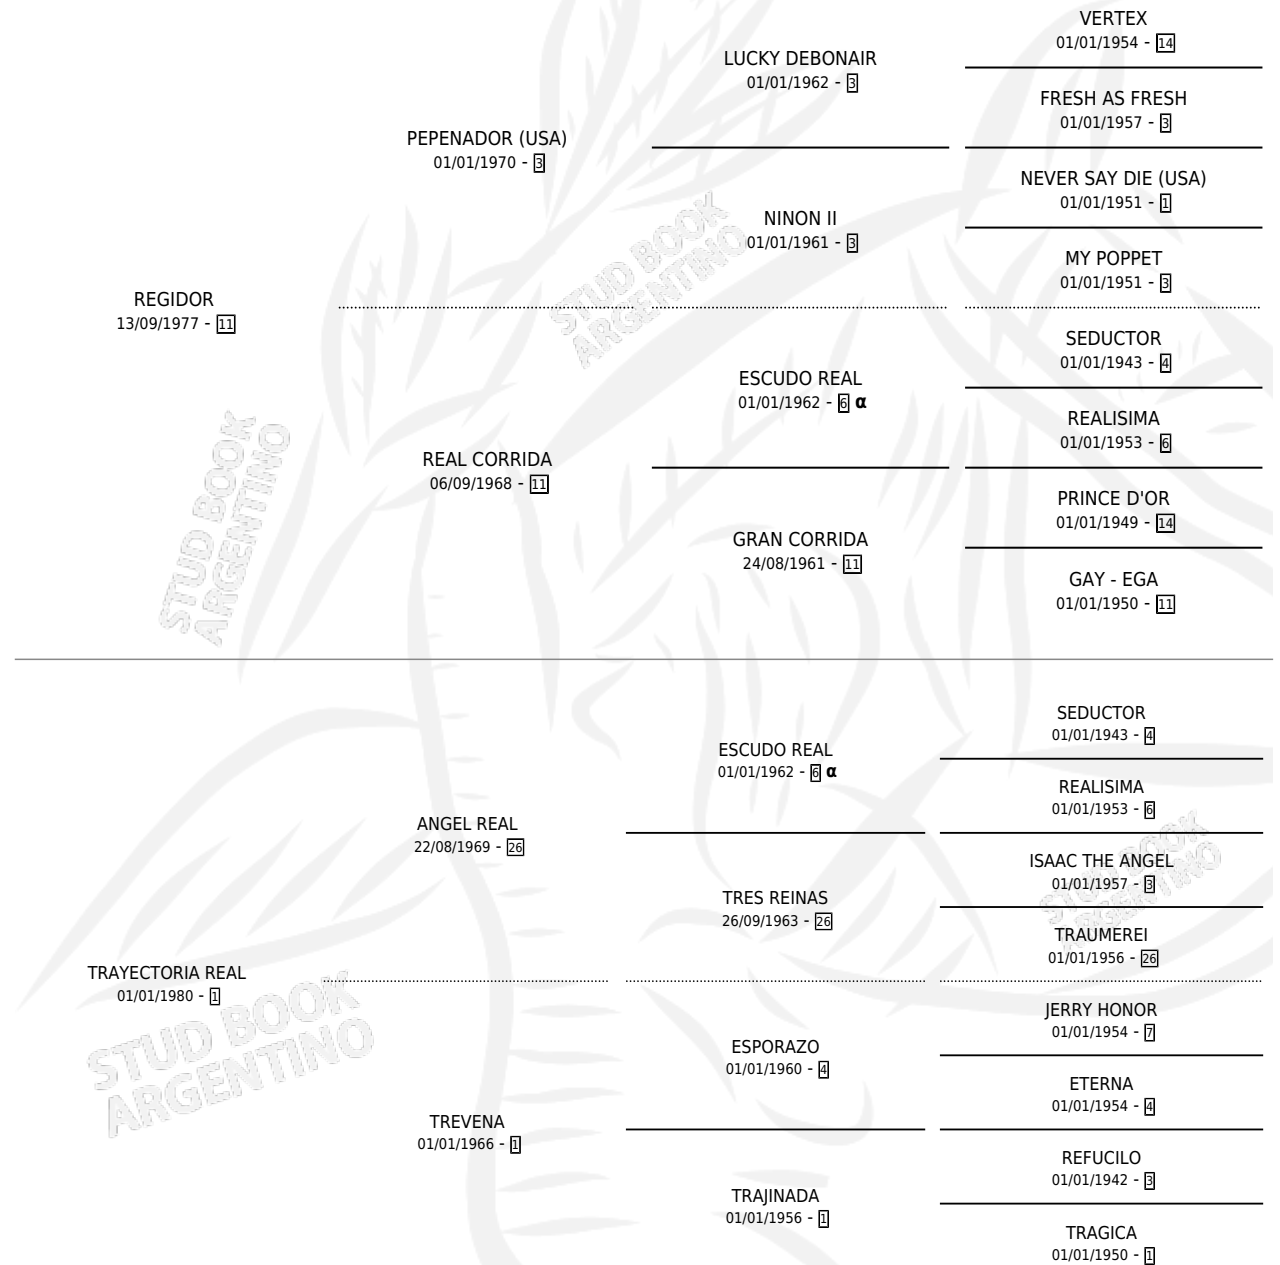 VERTEX
01/01/1954 - 14
LUCKY DEBONAIR
01/01/1962 - 3
FRESH AS FRESH
01/01/1957 - 3
PEPENADOR (USA)
01/01/1970 - 3
NEVER SAY DIE (USA)
01/01/1951 - 1
NINON II
01/01/1961 - 3
MY POPPET
01/01/1951 - 3
REGIDOR
13/09/1977 - 11
SEDUCTOR
01/01/1943 - 4
ESCUDO REAL
01/01/1962 - 6 α
REALISIMA
01/01/1953 - 6
REAL CORRIDA
06/09/1968 - 11
PRINCE D'OR
01/01/1949 - 14
GRAN CORRIDA
24/08/1961 - 11
GAY - EGA
01/01/1950 - 11
SEDUCTOR
01/01/1943 - 4
ESCUDO REAL
01/01/1962 - 6 α
REALISIMA
01/01/1953 - 6
ANGEL REAL
22/08/1969 - 26
ISAAC THE ANGEL
01/01/1957 - 3
TRES REINAS
26/09/1963 - 26
TRAUMEREI
01/01/1956 - 26
TRAYECTORIA REAL
01/01/1980 - 1
JERRY HONOR
01/01/1954 - 7
ESPORAZO
01/01/1960 - 4
ETERNA
01/01/1954 - 4
TREVENA
01/01/1966 - 1
REFUCILO
01/01/1942 - 3
TRAJINADA
01/01/1956 - 1
TRAGICA
01/01/1950 - 1
STUD BOOK
ARGENTINO
STUD BOOK
ARGENTINO
STUD BOOK
ARGENTINO
STUD BOOK
ARGENTINO